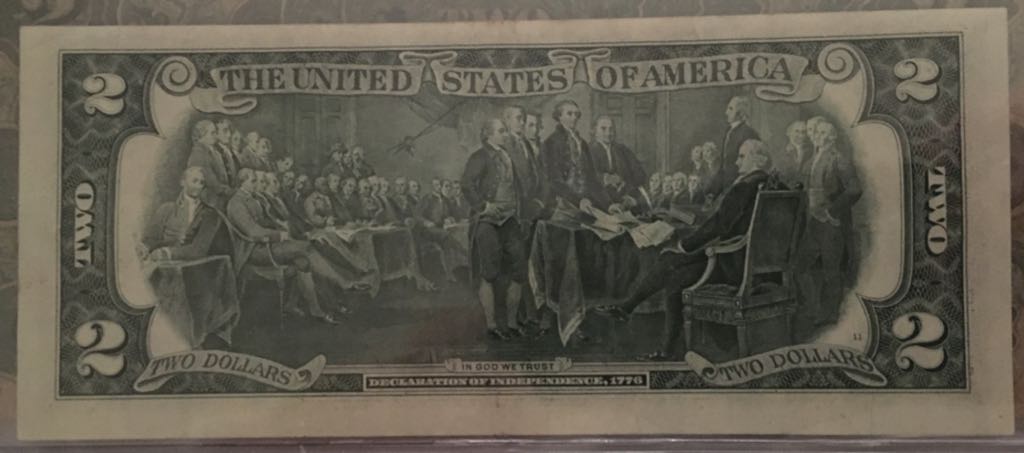 2 THE UNITED STATES OF AMERICA 2
TWO
TWO
2 TWO DOLLARS
IN GOD WE TRUST
DECLARATION OF INDEPENDENCE, 1776
TWO DOLLARS 2
11